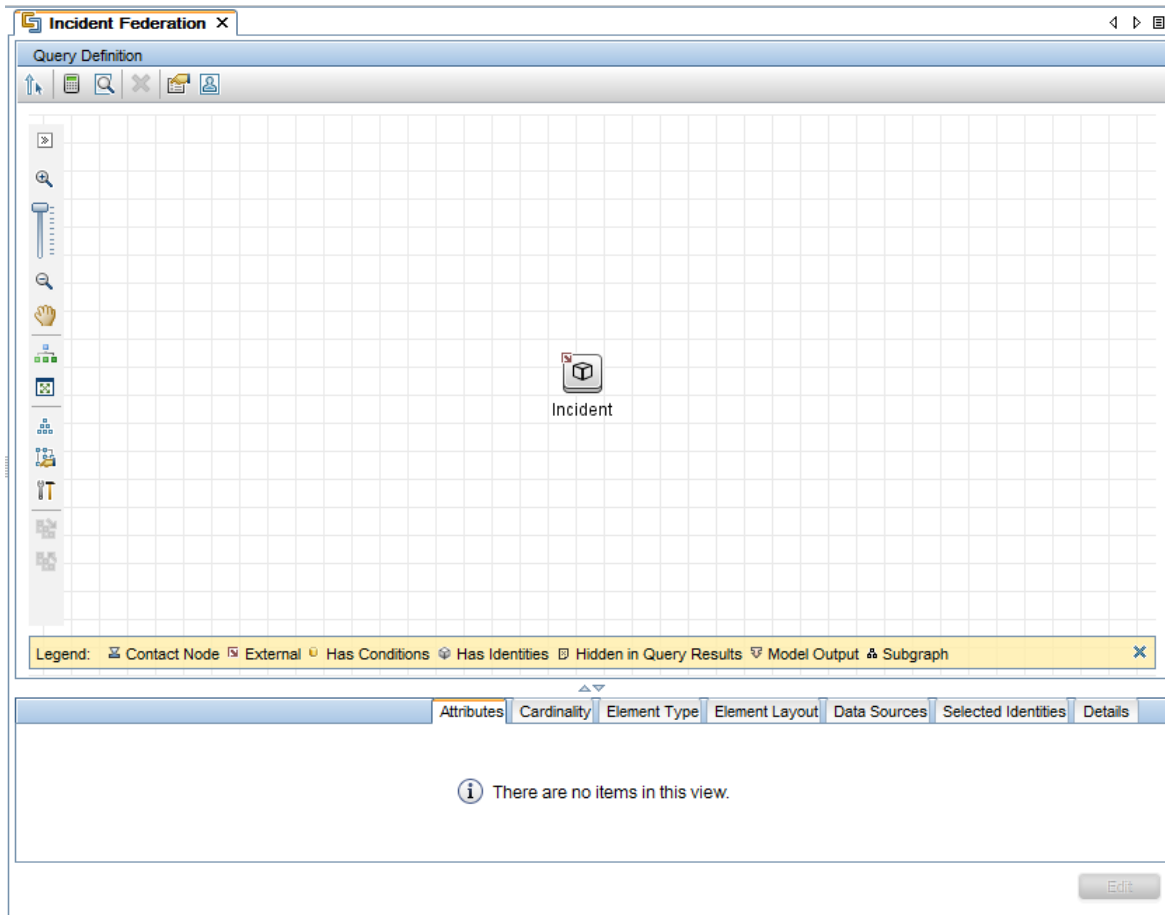 Incident Federation X
Query Definition
Incident
Legend: Contact Node External Has Conditions Has Identities Hidden in Query Results Model Output Subgraph
Attributes Cardinality Element Type Element Layout Data Sources Selected Identities Details
There are no items in this view.
Edit